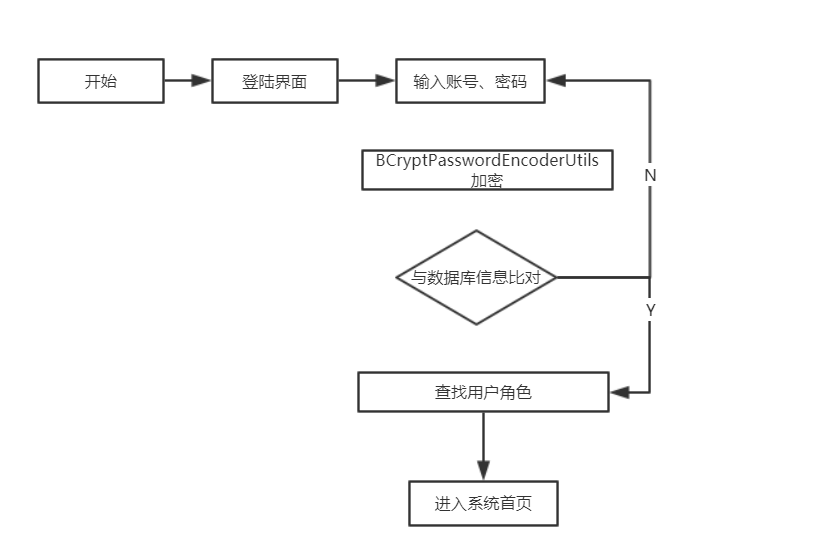 开始
登陆界面
输入账号、密码
BCryptPasswordEncoderUtils
加密
N
与数据库信息比对
Y
查找用户角色
进入系统首页